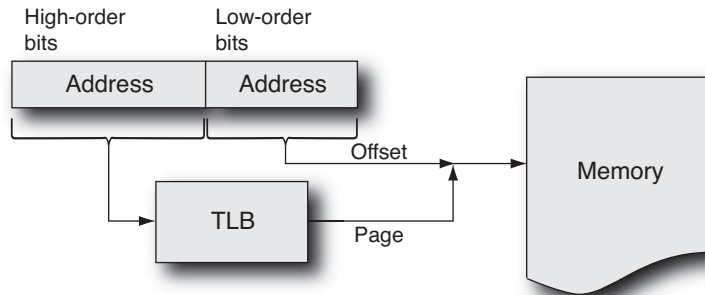 High-order
bits
Low-order
bits
Address
Address
Offset
Memory
TLB
Page